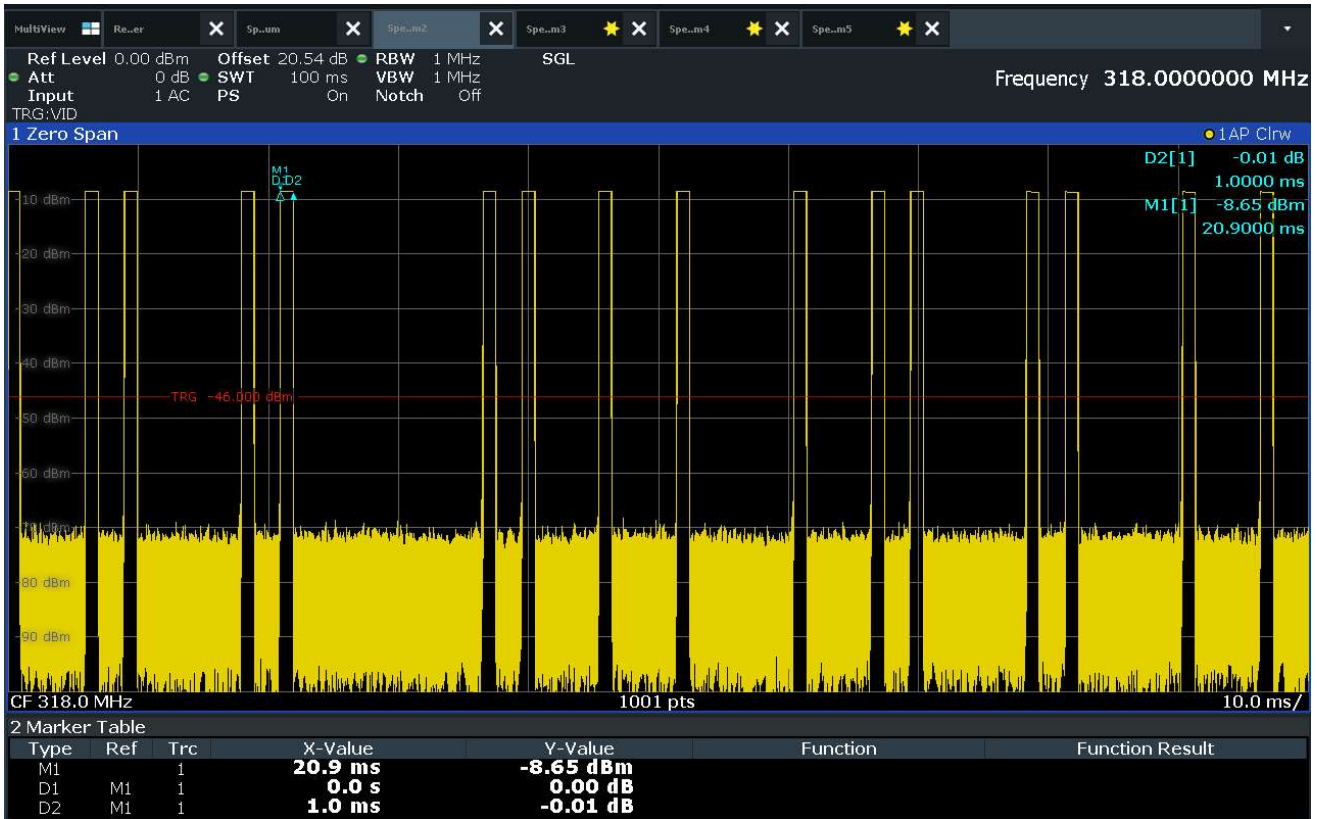 MultiView Re..er Sp..um Spe..m2 Spe..m3 Spe..m4 Spe..m5
Ref Level 0.00 dBm Offset 20.54 dB RBW 1 MHz SGL
Att 0 dB SWT 100 ms VBW 1 MHz
Input 1 AC PS On Notch Off
Frequency 318.0000000 MHz
TRG:VID
1 Zero Span 1AP Clrw
D2[1] -0.01 dB
1.0000 ms
M1[1] -8.65 dBm
20.9000 ms
M1
D1 D2
-10 dBm
-20 dBm
-30 dBm
-40 dBm
TRG -46.000 dBm
-50 dBm
-60 dBm
-70 dBm
-80 dBm
-90 dBm
CF 318.0 MHz 1001 pts 10.0 ms/
2 Marker Table
Type Ref Trc X-Value Y-Value Function Function Result
M1 1 20.9 ms -8.65 dBm
D1 M1 1 0.0 s 0.00 dB
D2 M1 1 1.0 ms -0.01 dB